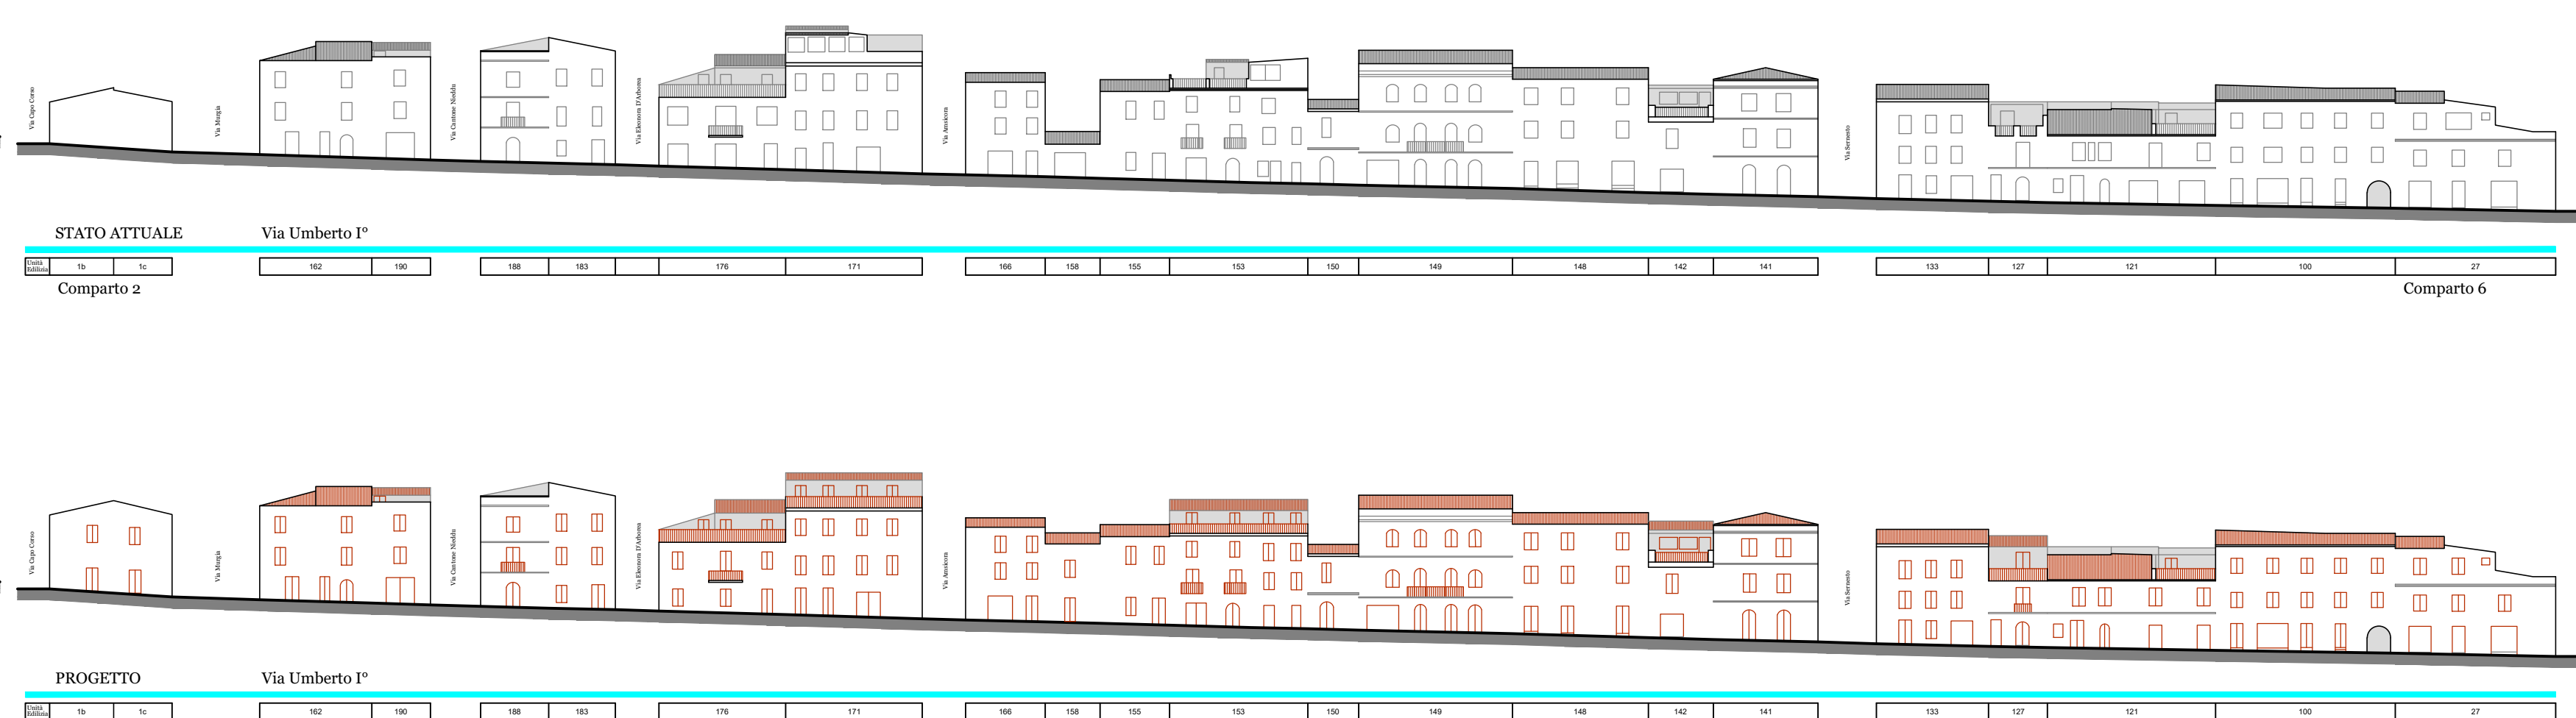 Via Capo Corso
Via Murgia
Via Cantone Nieddu
Via Eleonora D'Arborea
Via Amsicora
Via Sernesto
STATO ATTUALE
Via Umberto I°
Unità
Edilizia
1b 1c 162 190 188 183 176 171 166 158 155 153 150 149 148 142 141 133 127 121 100 27
Comparto 2
Comparto 6
Via Capo Corso
Via Murgia
Via Cantone Nieddu
Via Eleonora D'Arborea
Via Amsicora
Via Sernesto
PROGETTO
Via Umberto I°
Unità
Edilizia
1b 1c 162 190 188 183 176 171 166 158 155 153 150 149 148 142 141 133 127 121 100 27